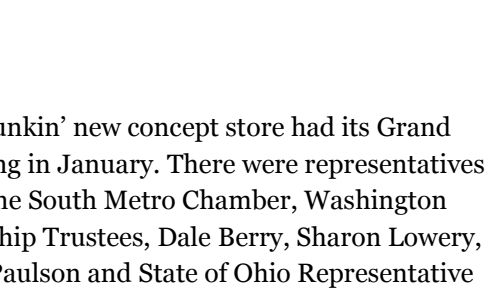 unkin’ new concept store had its Grand
ng in January. There were representatives
he South Metro Chamber, Washington
hip Trustees, Dale Berry, Sharon Lowery,
Paulson and State of Ohio Representative